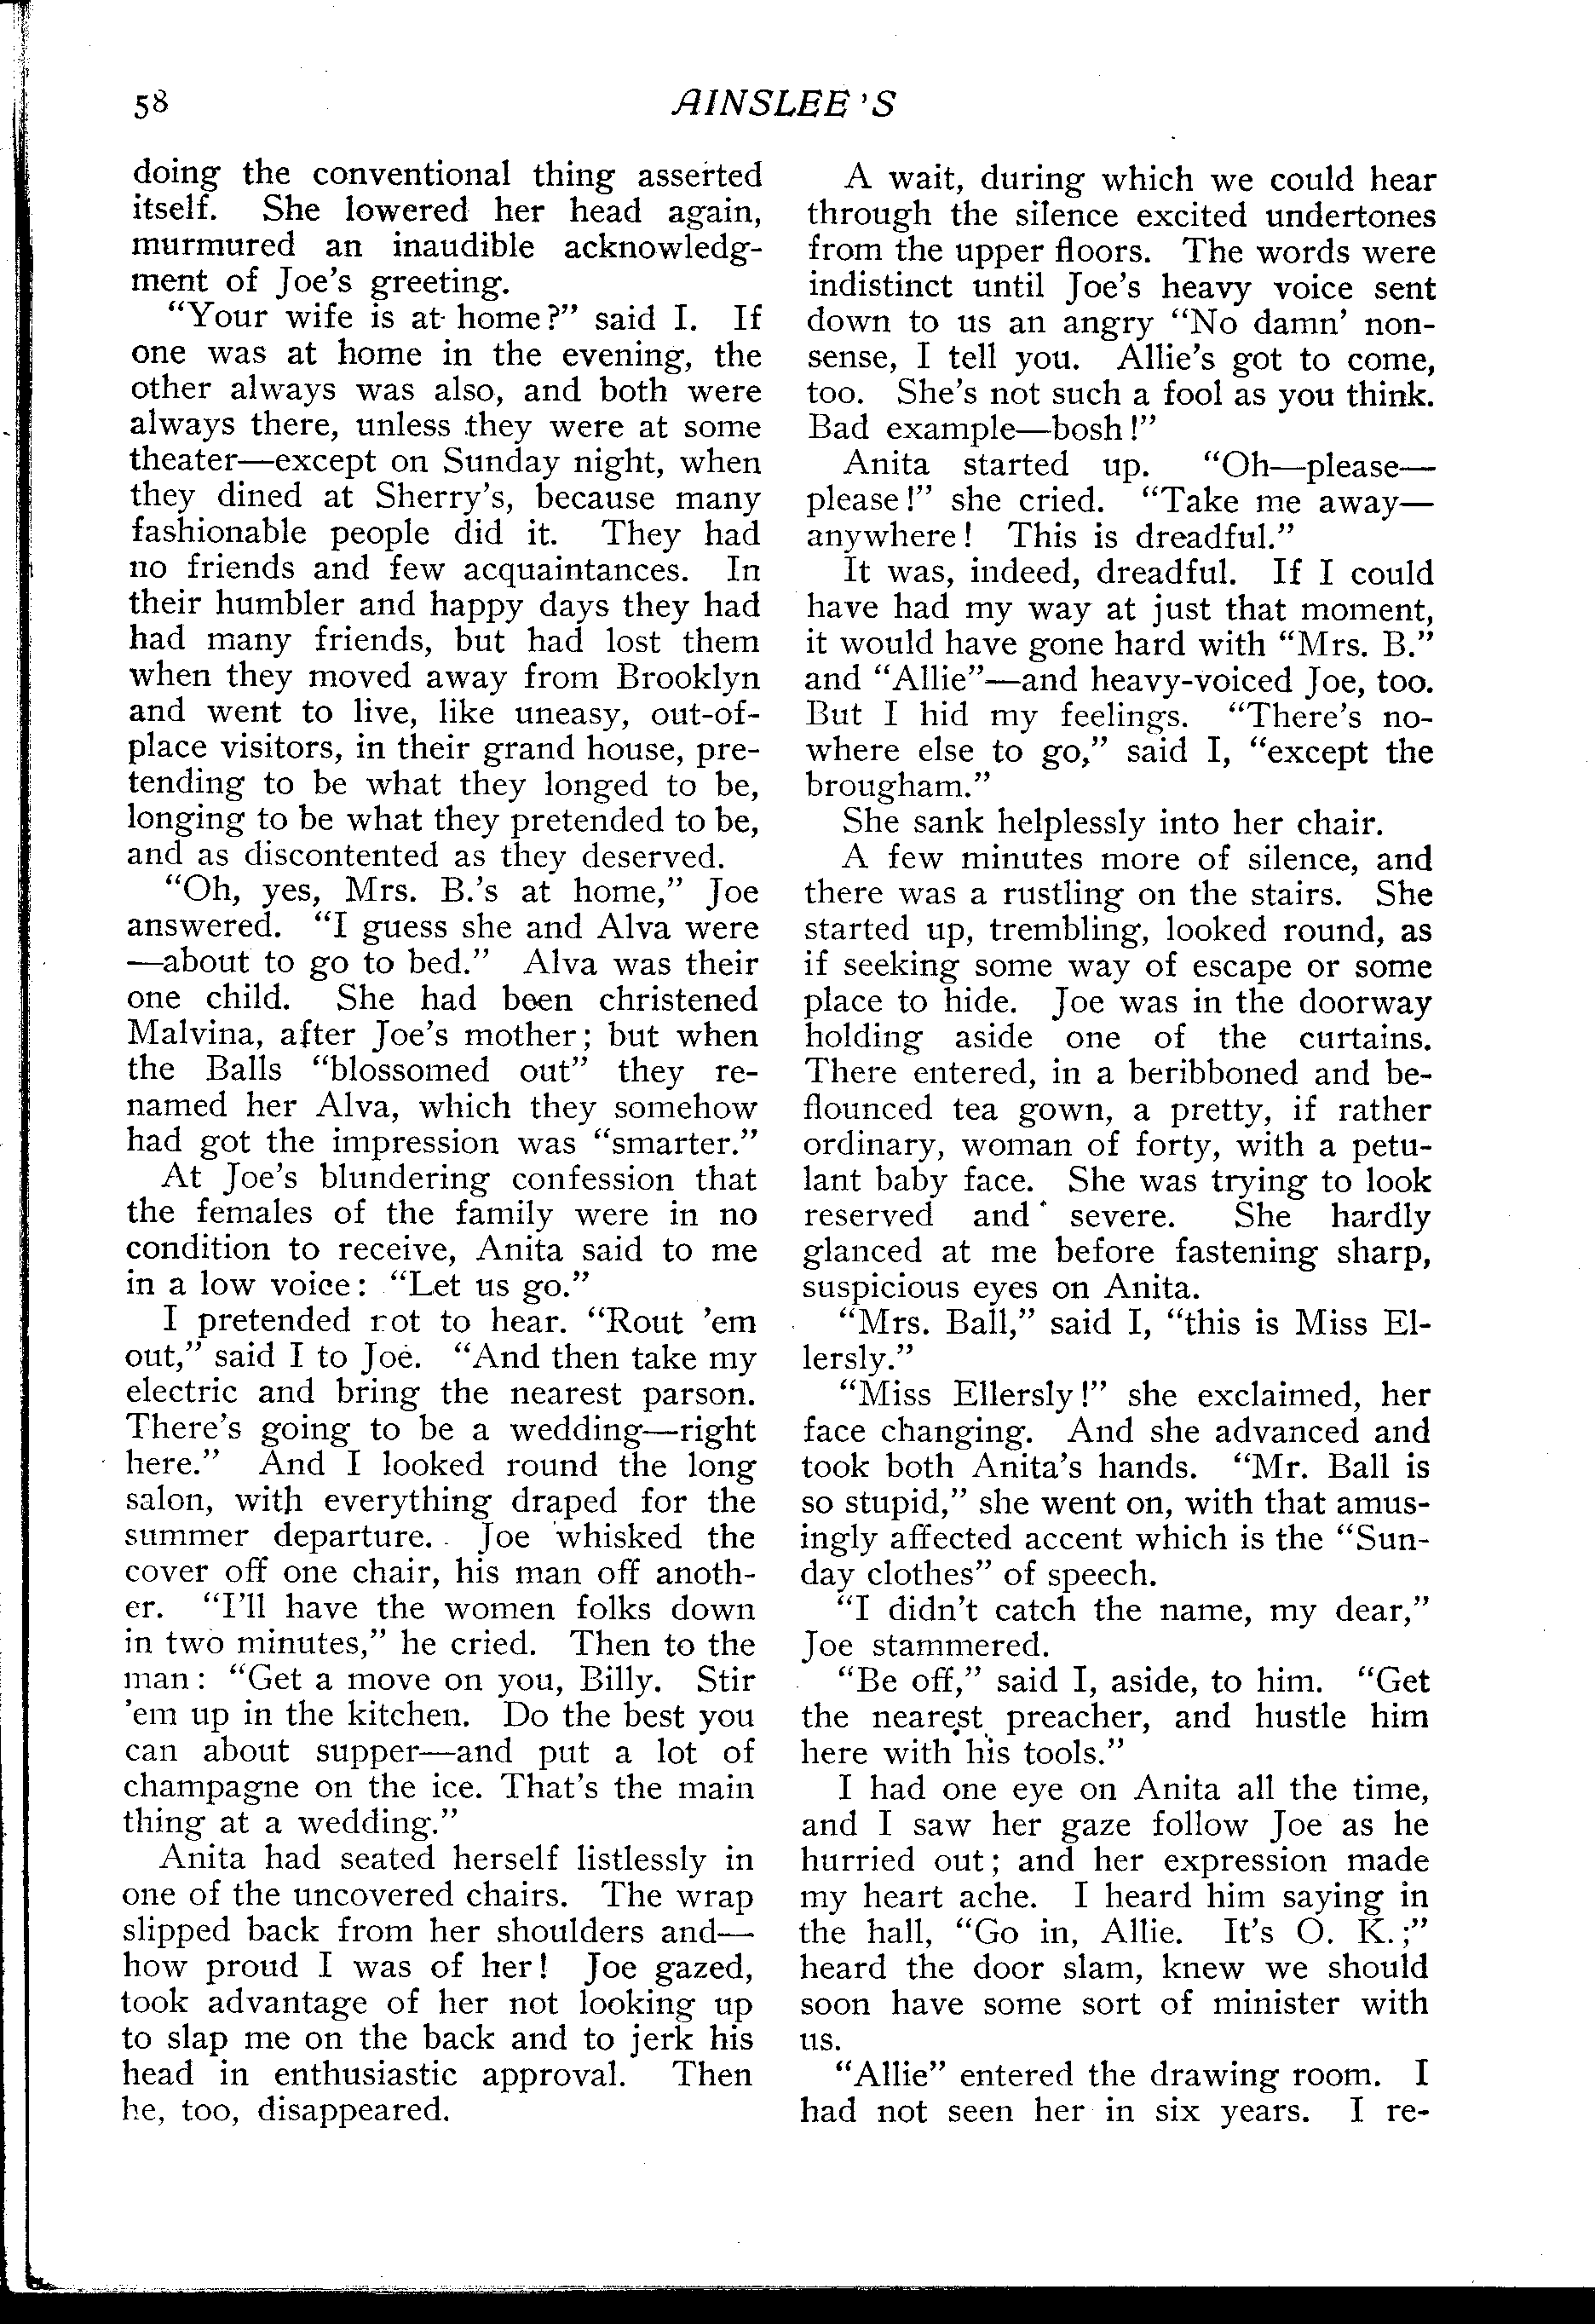 58
AINSLEE'S
doing the conventional thing asserted
itself. She lowered her head again,
murmured an inaudible acknowledg-
ment of Joe's greeting.
“Your wife is at home?” said I. If
one was at home in the evening, the
other always was also, and both were
always there, unless they were at some
theater—except on Sunday night, when
they dined at Sherry's, because many
fashionable people did it. They had
no friends and few acquaintances. In
their humbler and happy days they had
had many friends, but had lost them
when they moved away from Brooklyn
and went to live, like uneasy, out-of-
place visitors, in their grand house, pre-
tending to be what they longed to be,
longing to be what they pretended to be,
and as discontented as they deserved.
“Oh, yes, Mrs. B.'s at home,” Joe
answered. “I guess she and Alva were
—about to go to bed.” Alva was their
one child. She had been christened
Malvina, after Joe's mother; but when
the Balls “blossomed out” they re-
named her Alva, which they somehow
had got the impression was “smarter.”
At Joe's blundering confession that
the females of the family were in no
condition to receive, Anita said to me
in a low voice: “Let us go.”
I pretended rot to hear. “Rout 'em
out,” said I to Joe. “And then take my
electric and bring the nearest parson.
There's going to be a wedding—right
here.” And I looked round the long
salon, with everything draped for the
summer departure. Joe whisked the
cover off one chair, his man off anoth-
er. “I'll have the women folks down
in two minutes,” he cried. Then to the
man: “Get a move on you, Billy. Stir
'em up in the kitchen. Do the best you
can about supper—and put a lot of
champagne on the ice. That's the main
thing at a wedding.”
Anita had seated herself listlessly in
one of the uncovered chairs. The wrap
slipped back from her shoulders and—
how proud I was of her! Joe gazed,
took advantage of her not looking up
to slap me on the back and to jerk his
head in enthusiastic approval. Then
he, too, disappeared.
A wait, during which we could hear
through the silence excited undertones
from the upper floors. The words were
indistinct until Joe's heavy voice sent
down to us an angry “No damn' non-
sense, I tell you. Allie's got to come,
too. She's not such a fool as you think.
Bad example—bosh!”
Anita started up. “Oh—please—
please!” she cried. “Take me away—
anywhere! This is dreadful.”
It was, indeed, dreadful. If I could
have had my way at just that moment,
it would have gone hard with “Mrs. B.”
and “Allie”—and heavy-voiced Joe, too.
But I hid my feelings. “There's no-
where else to go,” said I, “except the
brougham.”
She sank helplessly into her chair.
A few minutes more of silence, and
there was a rustling on the stairs. She
started up, trembling, looked round, as
if seeking some way of escape or some
place to hide. Joe was in the doorway
holding aside one of the curtains.
There entered, in a beribboned and be-
flounced tea gown, a pretty, if rather
ordinary, woman of forty, with a petu-
lant baby face. She was trying to look
reserved and severe. She hardly
glanced at me before fastening sharp,
suspicious eyes on Anita.
“Mrs. Ball,” said I, “this is Miss El-
lersly.”
“Miss Ellersly!” she exclaimed, her
face changing. And she advanced and
took both Anita's hands. “Mr. Ball is
so stupid,” she went on, with that amus-
ingly affected accent which is the “Sun-
day clothes” of speech.
“I didn't catch the name, my dear,”
Joe stammered.
“Be off,” said I, aside, to him. “Get
the nearest preacher, and hustle him
here with his tools.”
I had one eye on Anita all the time,
and I saw her gaze follow Joe as he
hurried out; and her expression made
my heart ache. I heard him saying in
the hall, “Go in, Allie. It's O. K.;”
heard the door slam, knew we should
soon have some sort of minister with
us.
“Allie” entered the drawing room. I
had not seen her in six years. I re-